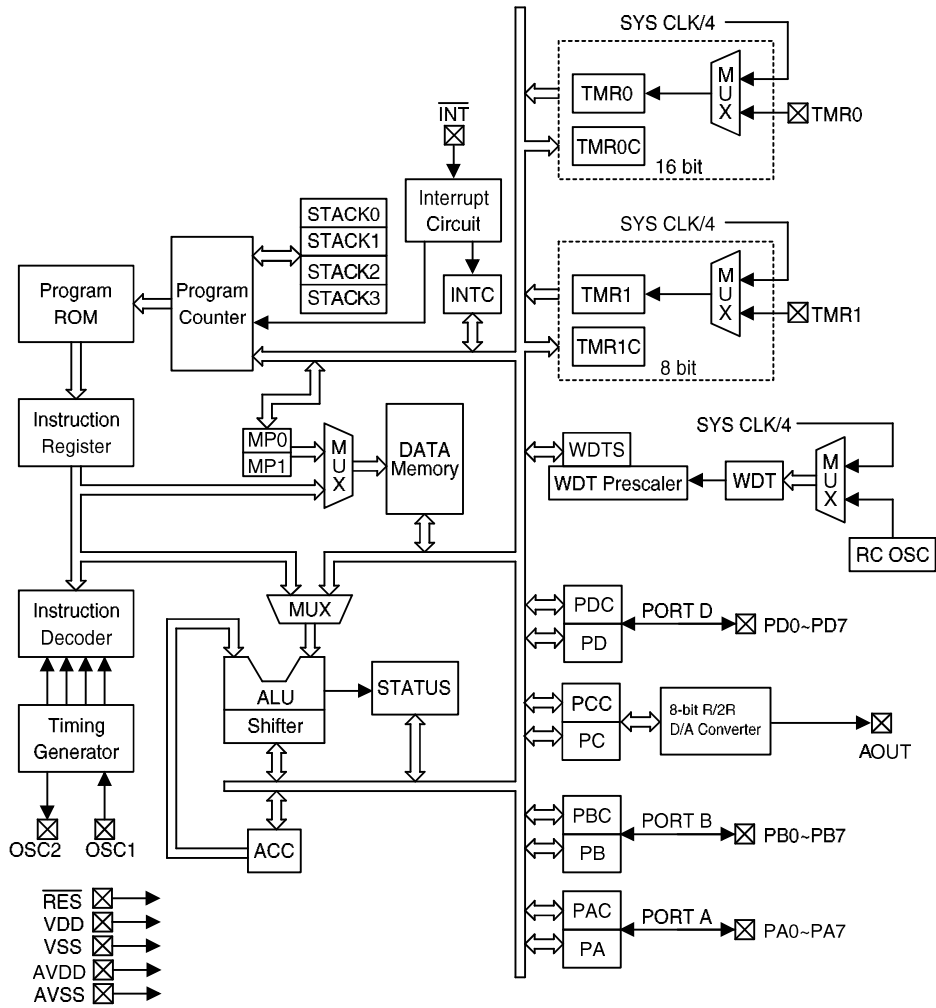 SYS CLK/4
TMR0
MUX
TMR0
TMR0C
16 bit
INT
Interrupt
Circuit
STACK0
STACK1
STACK2
STACK3
SYS CLK/4
TMR1
MUX
TMR1
TMR1C
8 bit
Program
ROM
Program
Counter
INTC
Instruction
Register
MP0
MP1
MUX
DATA
Memory
SYS CLK/4
WDTS
WDT Prescaler
WDT
MUX
RC OSC
Instruction
Decoder
MUX
PDC
PD
PORT D
PD0~PD7
ALU
Shifter
STATUS
Timing
Generator
PCC
PC
8-bit R/2R
D/A Converter
AOUT
OSC2
OSC1
ACC
PBC
PB
PORT B
PB0~PB7
RES
VDD
VSS
AVDD
AVSS
PAC
PA
PORT A
PA0~PA7